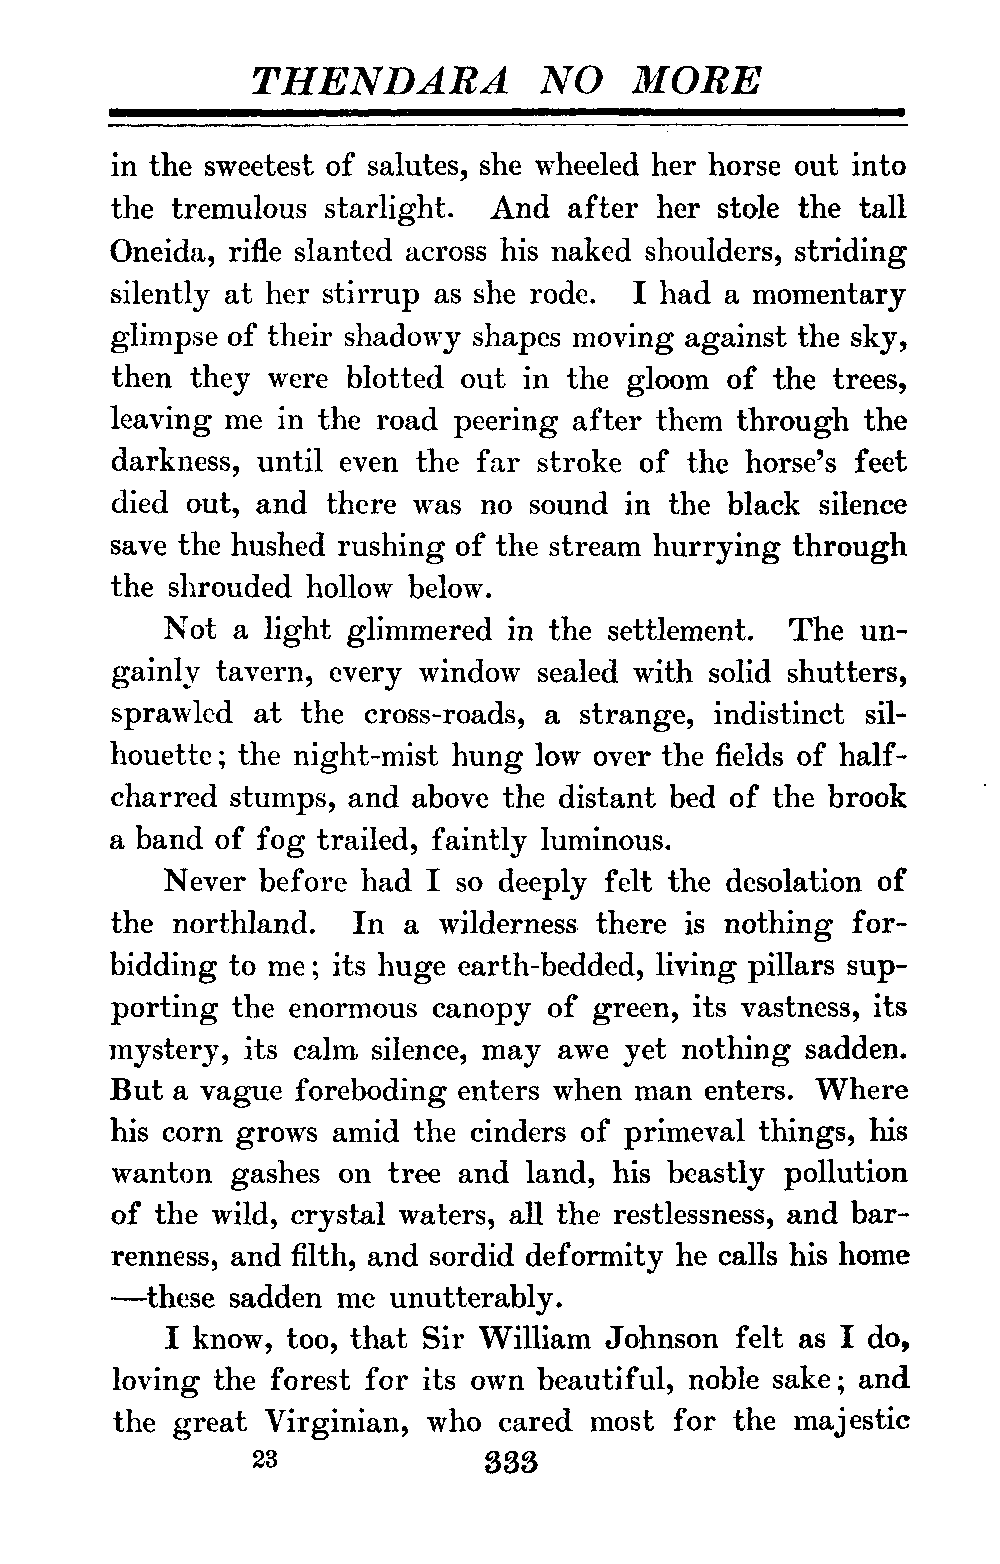 THENDARA NO MORE
in the sweetest of salutes, she wheeled her horse out into
the tremulous starlight. And after her stole the tall
Oneida, rifle slanted across his naked shoulders, striding
silently at her stirrup as she rode. I had a momentary
glimpse of their shadowy shapes moving against the sky,
then they were blotted out in the gloom of the trees,
leaving me in the road peering after them through the
darkness, until even the far stroke of the horse's feet
died out, and there was no sound in the black silence
save the hushed rushing of the stream hurrying through
the shrouded hollow below.
Not a light glimmered in the settlement. The un-
gainly tavern, every window sealed with solid shutters,
sprawled at the cross-roads, a strange, indistinct sil-
houette; the night-mist hung low over the fields of half-
charred stumps, and above the distant bed of the brook
a band of fog trailed, faintly luminous.
Never before had I so deeply felt the desolation of
the northland. In a wilderness there is nothing for-
bidding to me; its huge earth-bedded, living pillars sup-
porting the enormous canopy of green, its vastness, its
mystery, its calm silence, may awe yet nothing sadden.
But a vague foreboding enters when man enters. Where
his corn grows amid the cinders of primeval things, his
wanton gashes on tree and land, his beastly pollution
of the wild, crystal waters, all the restlessness, and bar-
renness, and filth, and sordid deformity he calls his home
—these sadden me unutterably.
I know, too, that Sir William Johnson felt as I do,
loving the forest for its own beautiful, noble sake; and
the great Virginian, who cared most for the majestic
23 333